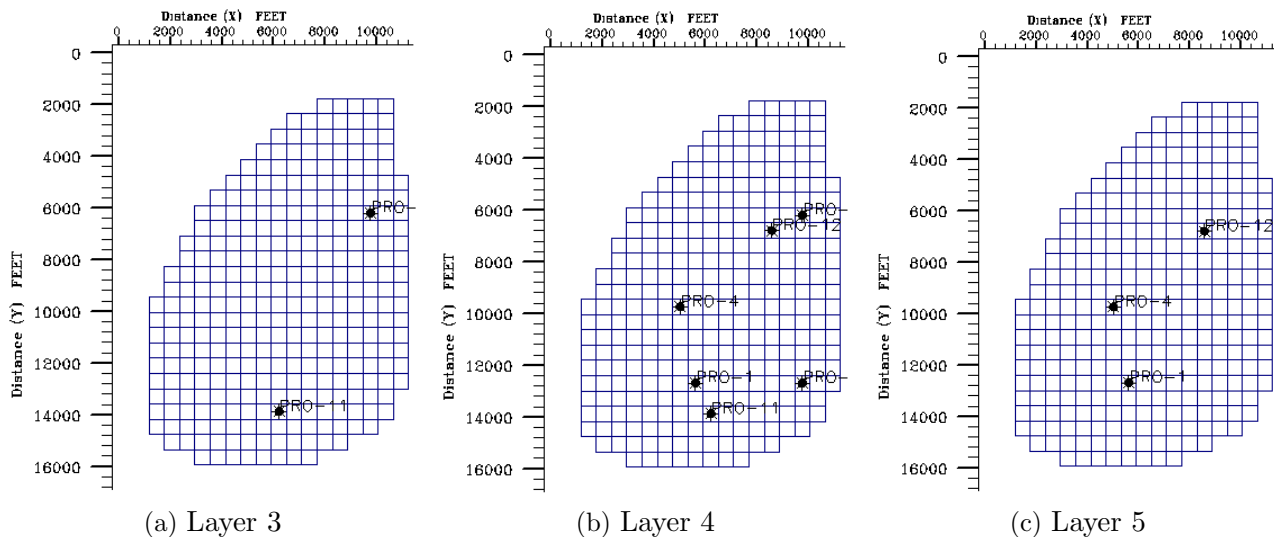 Distance (X) FEET
0 2000 4000 6000 8000 10000
Distance (Y) FEET
0
2000
4000
6000
8000
10000
12000
14000
16000
PRO-
PRO-11
(a) Layer 3
Distance (X) FEET
0 2000 4000 6000 8000 10000
Distance (Y) FEET
0
2000
4000
6000
8000
10000
12000
14000
16000
PRO-
PRO-12
PRO-4
PRO-1
PRO-
PRO-11
(b) Layer 4
Distance (X) FEET
0 2000 4000 6000 8000 10000
Distance (Y) FEET
0
2000
4000
6000
8000
10000
12000
14000
16000
PRO-12
PRO-4
PRO-1
(c) Layer 5